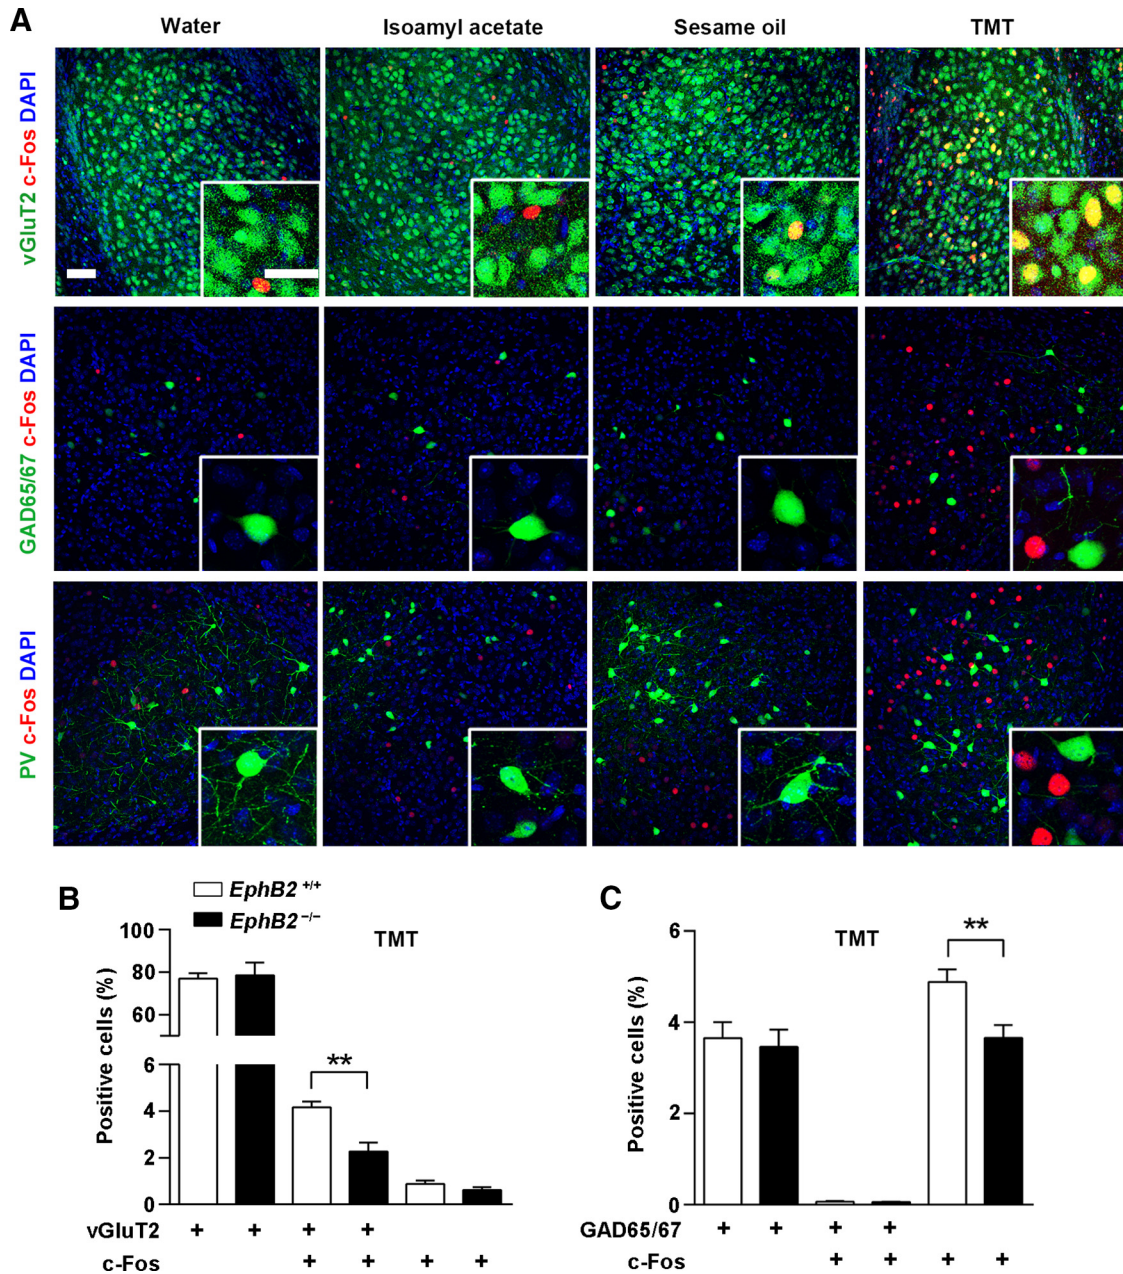 A
Water Isoamyl acetate Sesame oil TMT
vGluT2 c-Fos DAPI
GAD65/67 c-Fos DAPI
PV c-Fos DAPI
B
EphB2 +/+
EphB2 −/−
TMT
Positive cells (%)
100
80
60
6
4
2
0
**
vGluT2 + + + +
c-Fos + + + +
C
TMT
Positive cells (%)
6
4
2
0
**
GAD65/67 + + + +
c-Fos + + + +